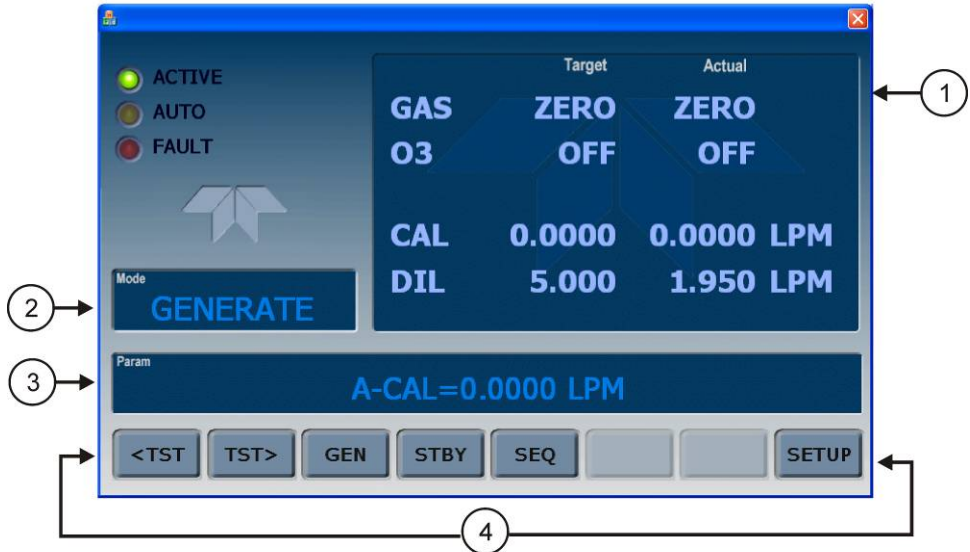 ACTIVE
AUTO
FAULT
Target Actual
GAS ZERO ZERO
O3 OFF OFF
CAL 0.0000 0.0000 LPM
DIL 5.000 1.950 LPM
1
Mode
GENERATE
2
Param
A-CAL=0.0000 LPM
3
<TST TST> GEN STBY SEQ SETUP
4